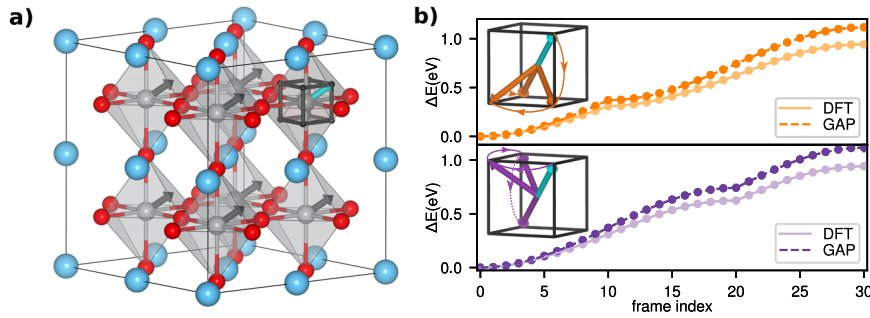 a)
b)
ΔE(eV)
1.0
0.5
0.0
DFT
GAP
ΔE(eV)
1.0
0.5
0.0
DFT
GAP
0 5 10 15 20 25 30
frame index